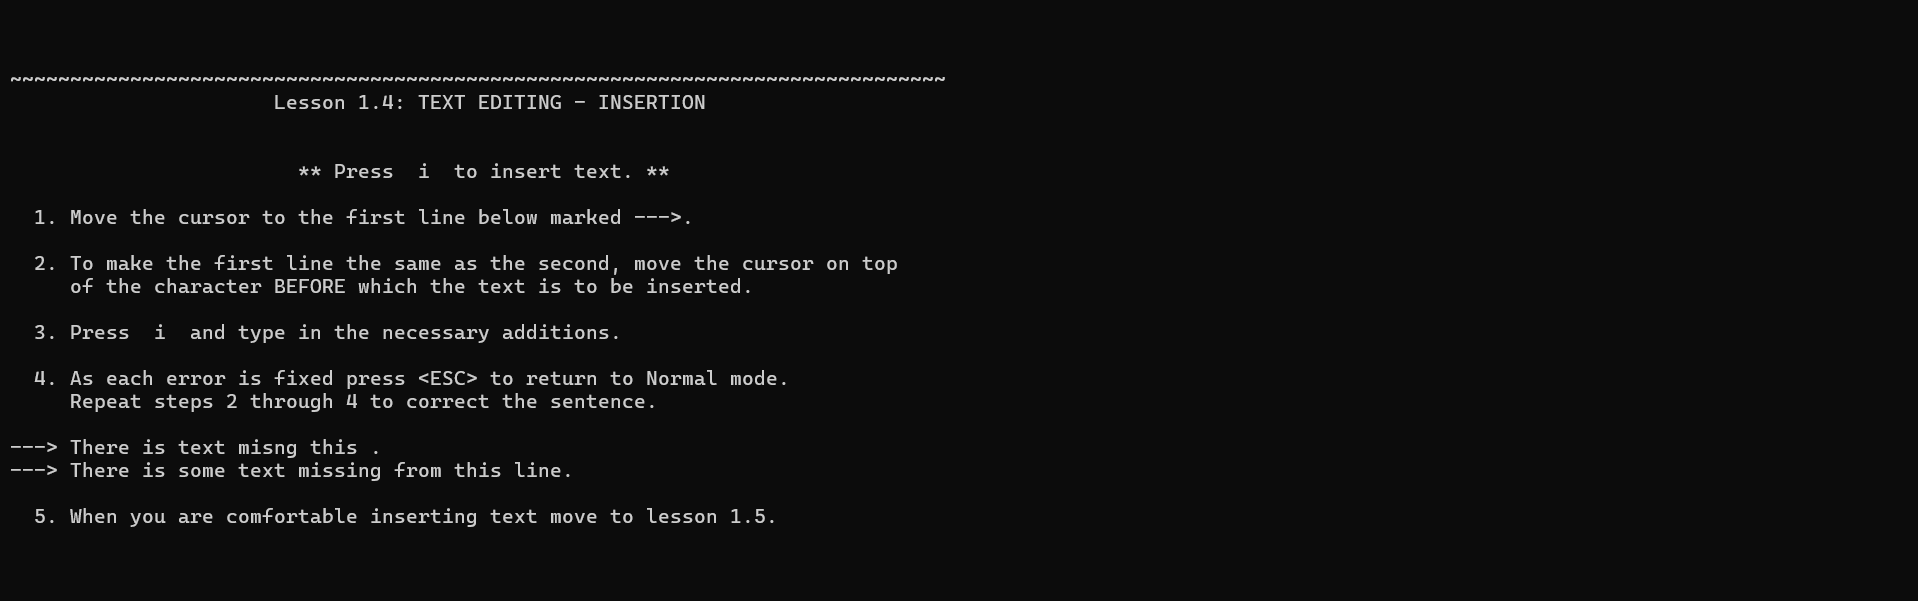 ~~~~~~~~~~~~~~~~~~~~~~~~~~~~~~~~~~~~~~~~~~~~~~~~~~~~~~~~~~~~~~~~~~~~~~~~~~~~~~
Lesson 1.4: TEXT EDITING - INSERTION
** Press  i  to insert text. **
1. Move the cursor to the first line below marked --->.
2. To make the first line the same as the second, move the cursor on top
of the character BEFORE which the text is to be inserted.
3. Press  i  and type in the necessary additions.
4. As each error is fixed press <ESC> to return to Normal mode.
Repeat steps 2 through 4 to correct the sentence.
---> There is text misng this .
---> There is some text missing from this line.
5. When you are comfortable inserting text move to lesson 1.5.